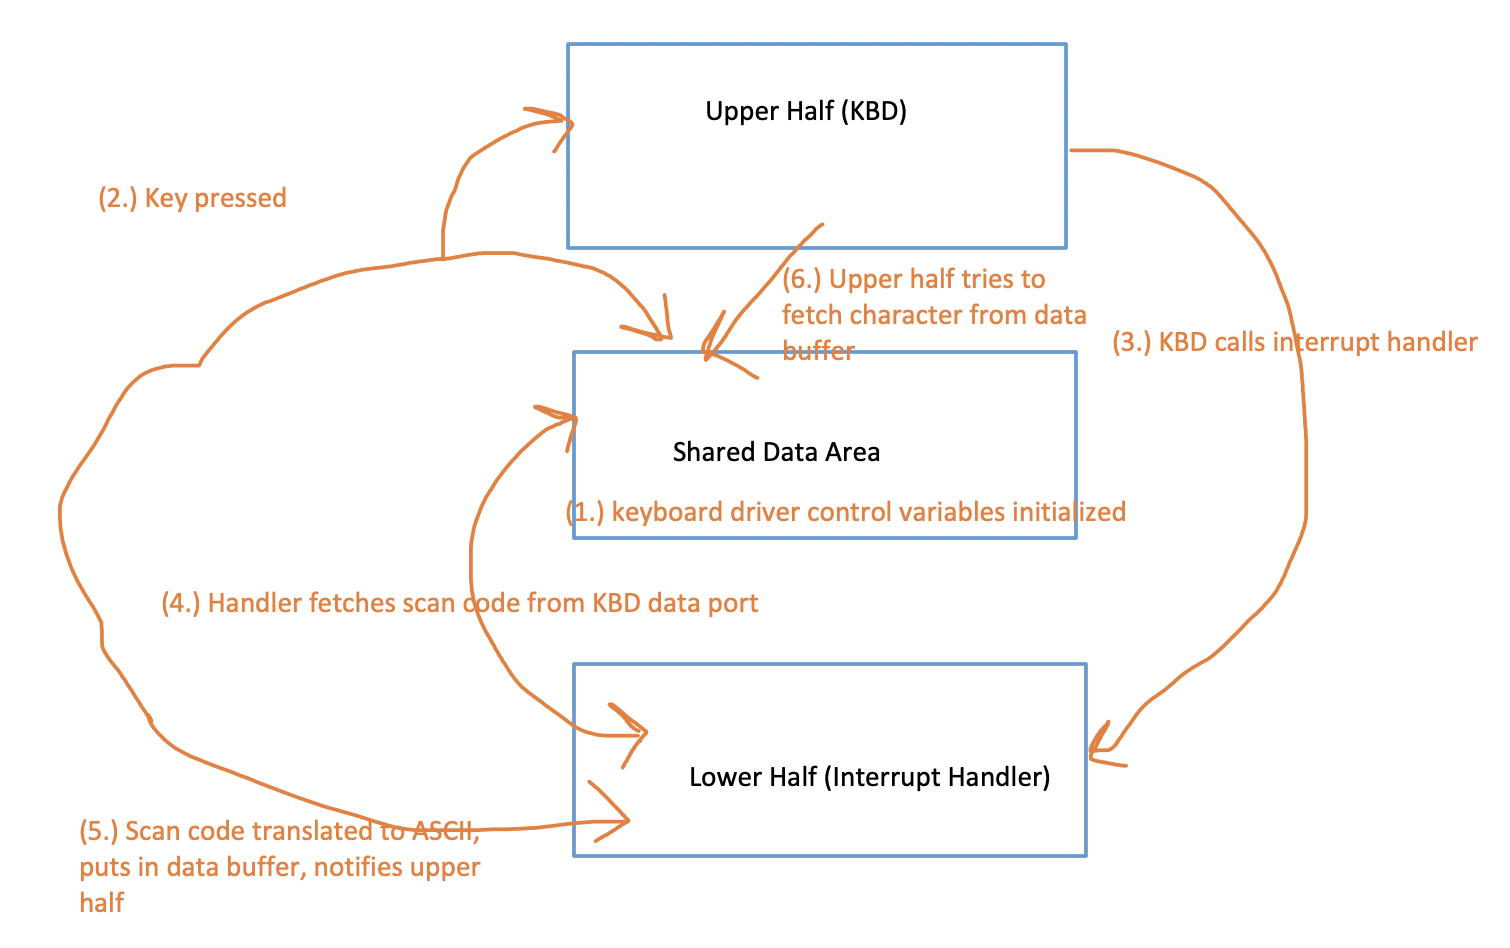 Upper Half (KBD)
(2.) Key pressed
(6.) Upper half tries to
fetch character from data
buffer
(3.) KBD calls interrupt handler
Shared Data Area
(1.) keyboard driver control variables initialized
(4.) Handler fetches scan code from KBD data port
Lower Half (Interrupt Handler)
(5.) Scan code translated to ASCII,
puts in data buffer, notifies upper
half